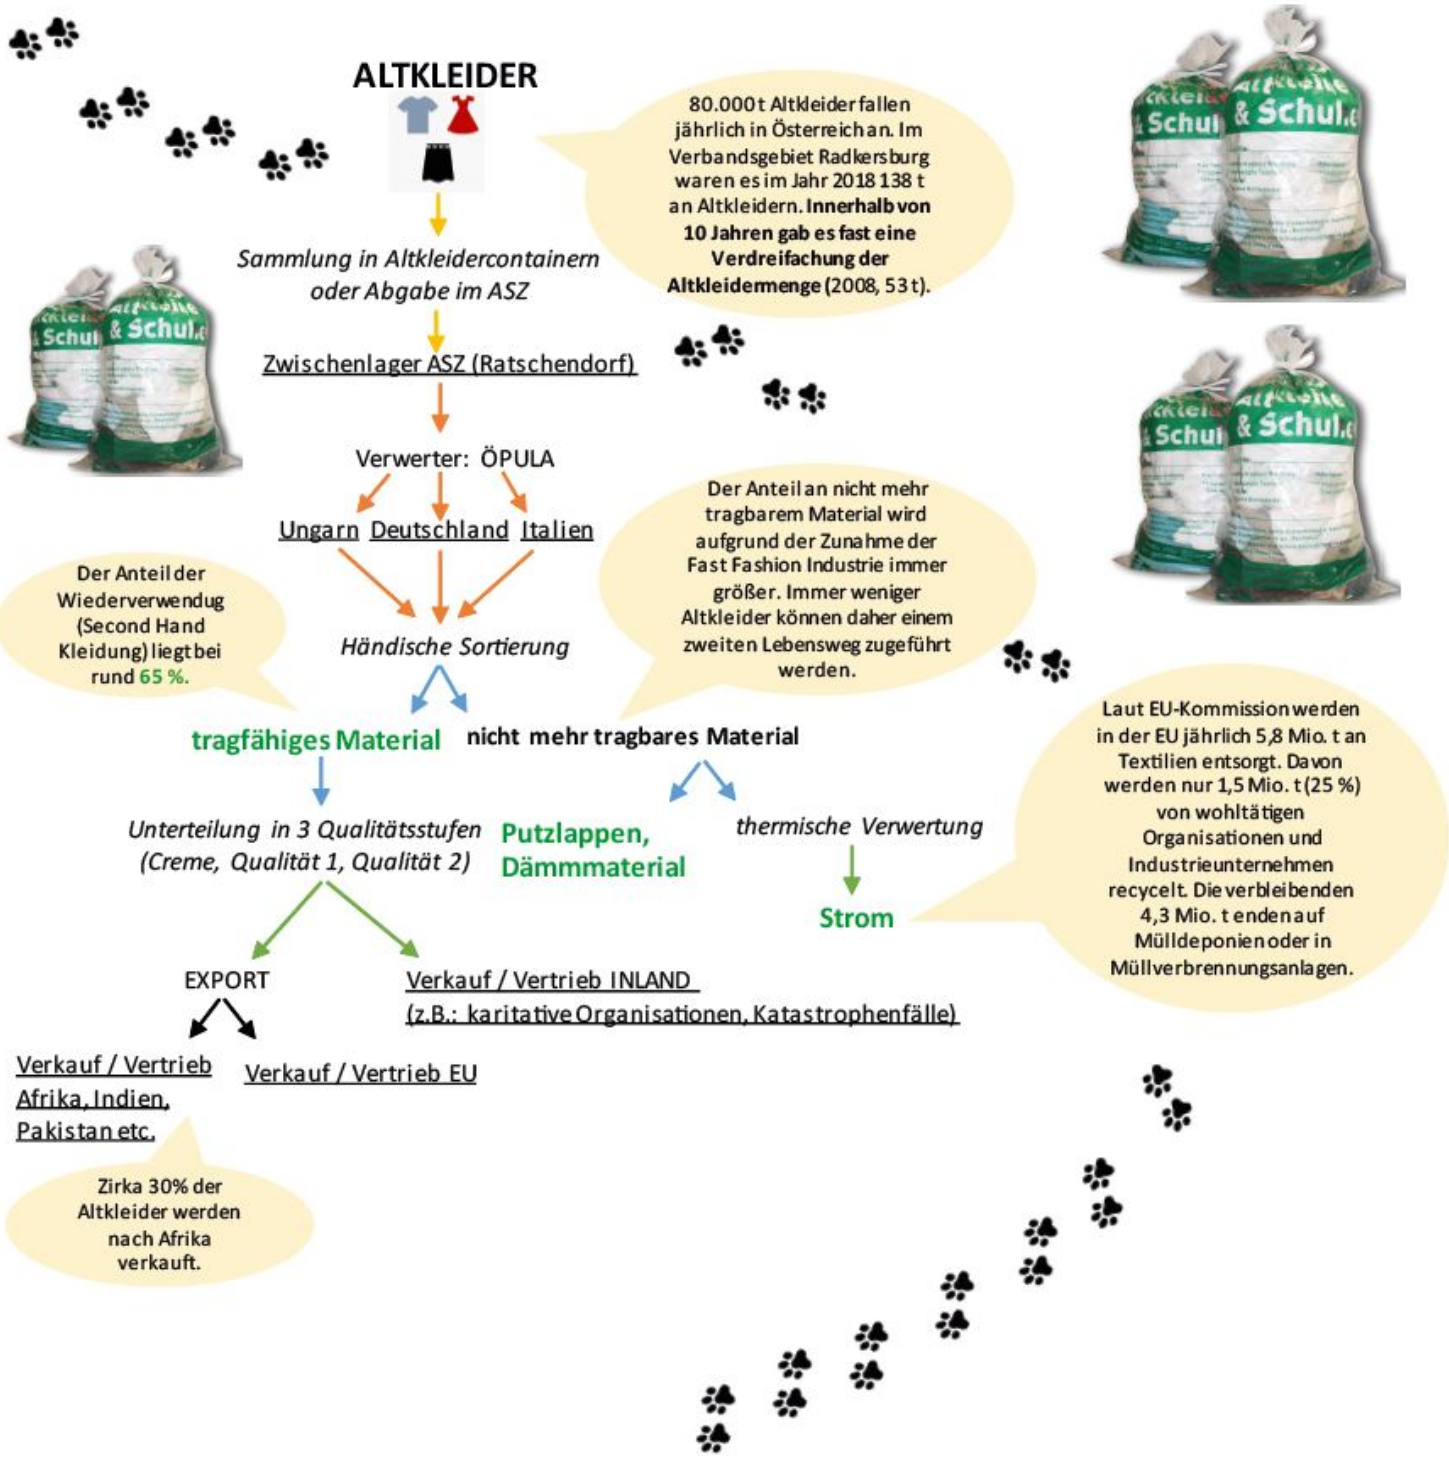 ALTKLEIDER
80.000 t Altkleider fallen
jährlich in Österreich an. Im
Verbandsgebiet Radkersburg
waren es im Jahr 2018 138 t
an Altkleidern. Innerhalb von
10 Jahren gab es fast eine
Verdreifachung der
Altkleidermenge (2008, 53 t).
& Schul
& Schul
Sammlung in Altkleidercontainern
oder Abgabe im ASZ
& Schul
& Schul
Zwischenlager ASZ (Ratschendorf)
& Schul
& Schul
Verwerter: ÖPULA
Ungarn Deutschland Italien
Der Anteil an nicht mehr
tragbarem Material wird
aufgrund der Zunahme der
Fast Fashion Industrie immer
größer. Immer weniger
Altkleider können daher einem
zweiten Lebensweg zugeführt
werden.
Der Anteil der
Wiederverwendug
(Second Hand
Kleidung) liegt bei
rund 65 %.
Händische Sortierung
tragfähiges Material
nicht mehr tragbares Material
Laut EU-Kommission werden
in der EU jährlich 5,8 Mio. t an
Textilien entsorgt. Davon
werden nur 1,5 Mio. t (25 %)
von wohltätigen
Organisationen und
Industrieunternehmen
recycelt. Die verbleibenden
4,3 Mio. t enden auf
Mülldeponien oder in
Müllverbrennungsanlagen.
Unterteilung in 3 Qualitätsstufen
(Creme, Qualität 1, Qualität 2)
Putzlappen,
Dämmmaterial
thermische Verwertung
Strom
EXPORT
Verkauf / Vertrieb INLAND
(z.B.: karitative Organisationen, Katastrophenfälle)
Verkauf / Vertrieb
Afrika, Indien,
Pakistan etc.
Verkauf / Vertrieb EU
Zirka 30% der
Altkleider werden
nach Afrika
verkauft.